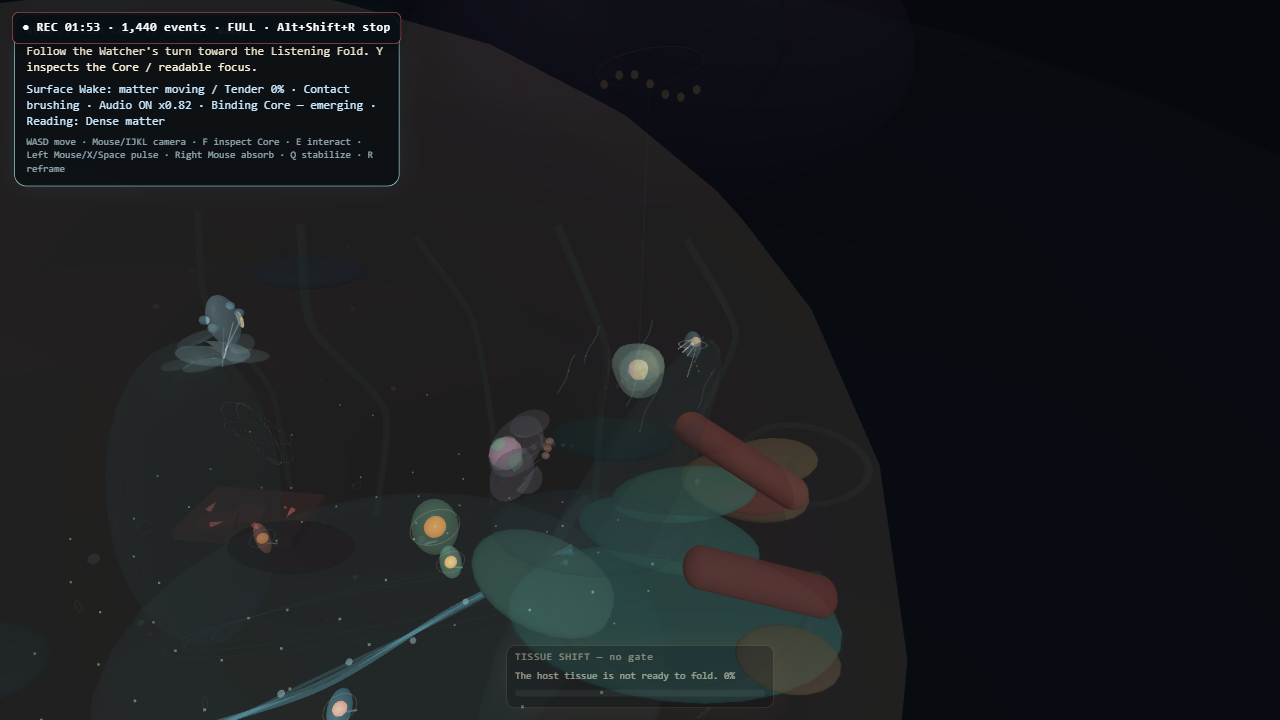 ● REC 01:53 · 1,440 events · FULL · Alt+Shift+R stop
Follow the Watcher's turn toward the Listening Fold. Y
inspects the Core / readable focus.
Surface Wake: matter moving / Tender 0% · Contact
brushing · Audio ON x0.82 · Binding Core — emerging ·
Reading: Dense matter
WASD move · Mouse/IJKL camera · F inspect Core · E interact ·
Left Mouse/X/Space pulse · Right Mouse absorb · Q stabilize · R
reframe
TISSUE SHIFT — no gate
The host tissue is not ready to fold. 0%